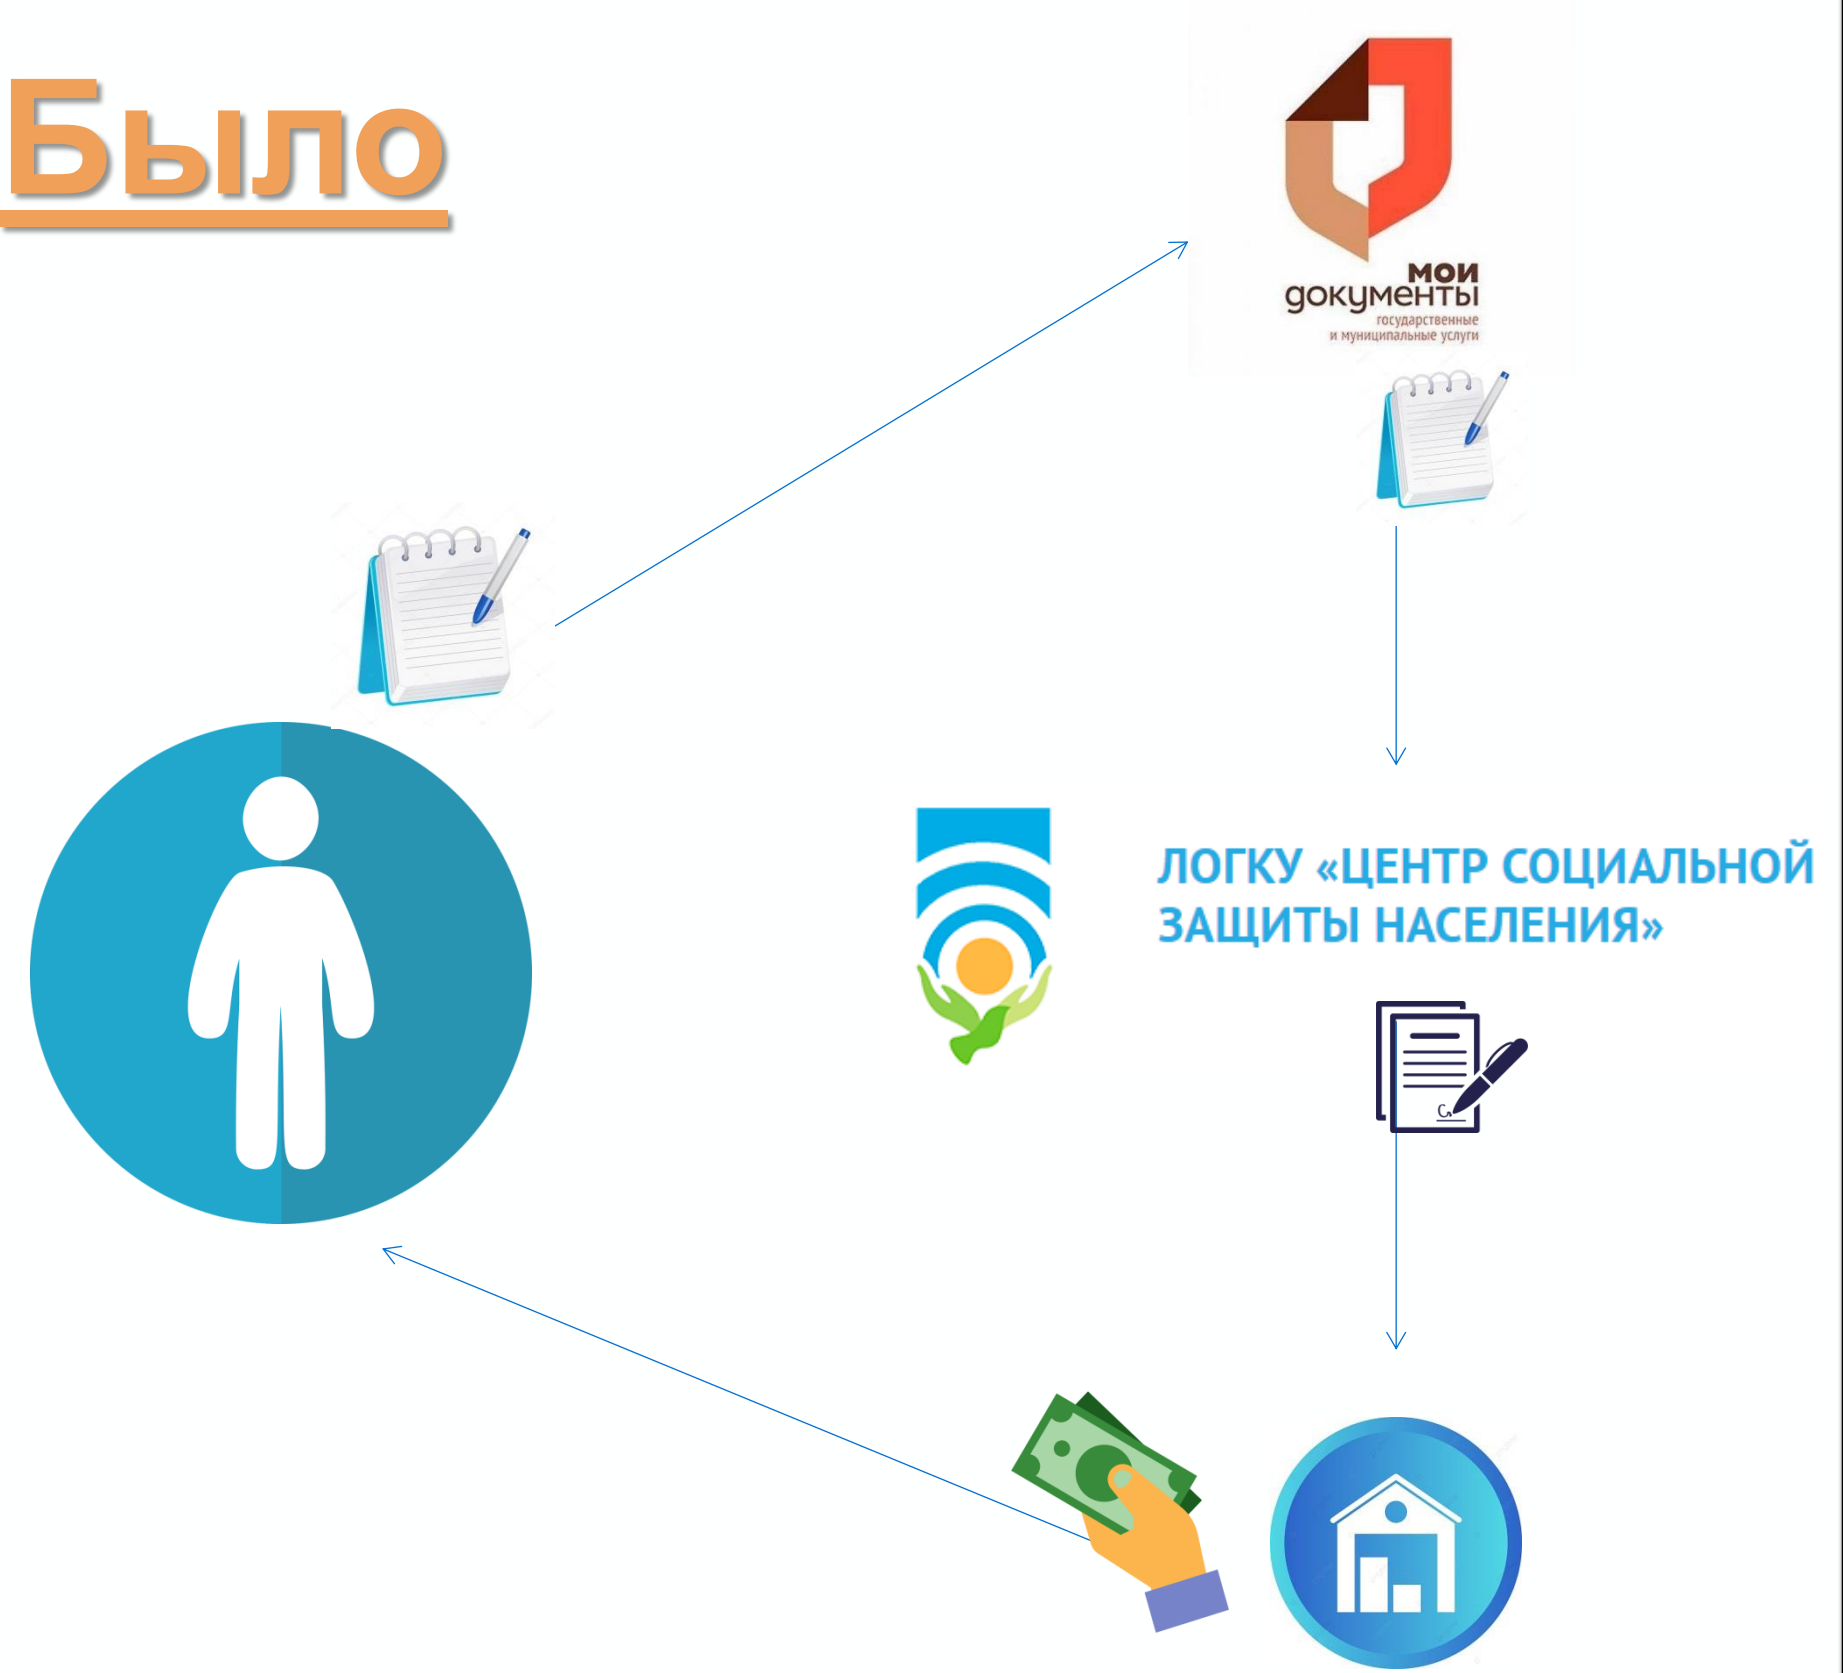 Было
мои
документы
государственные
и муниципальные услуги
ЛОГКУ «ЦЕНТР СОЦИАЛЬНОЙ
ЗАЩИТЫ НАСЕЛЕНИЯ»